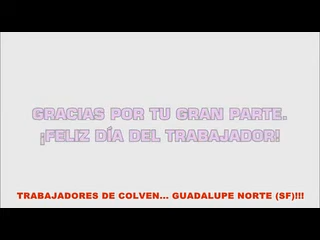 GRACIAS POR TU GRAN PARTE.
¡FELIZ DÍA DEL TRABAJADOR!
TRABAJADORES DE COLVEN... GUADALUPE NORTE (SF)!!!